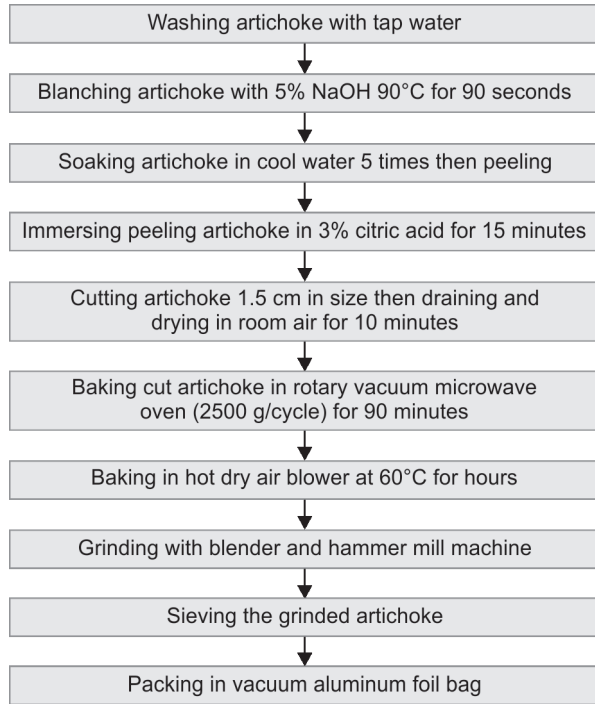 Washing artichoke with tap water
Blanching artichoke with 5% NaOH 90°C for 90 seconds
Soaking artichoke in cool water 5 times then peeling
Immersing peeling artichoke in 3% citric acid for 15 minutes
Cutting artichoke 1.5 cm in size then draining and
drying in room air for 10 minutes
Baking cut artichoke in rotary vacuum microwave
oven (2500 g/cycle) for 90 minutes
Baking in hot dry air blower at 60°C for hours
Grinding with blender and hammer mill machine
Sieving the grinded artichoke
Packing in vacuum aluminum foil bag